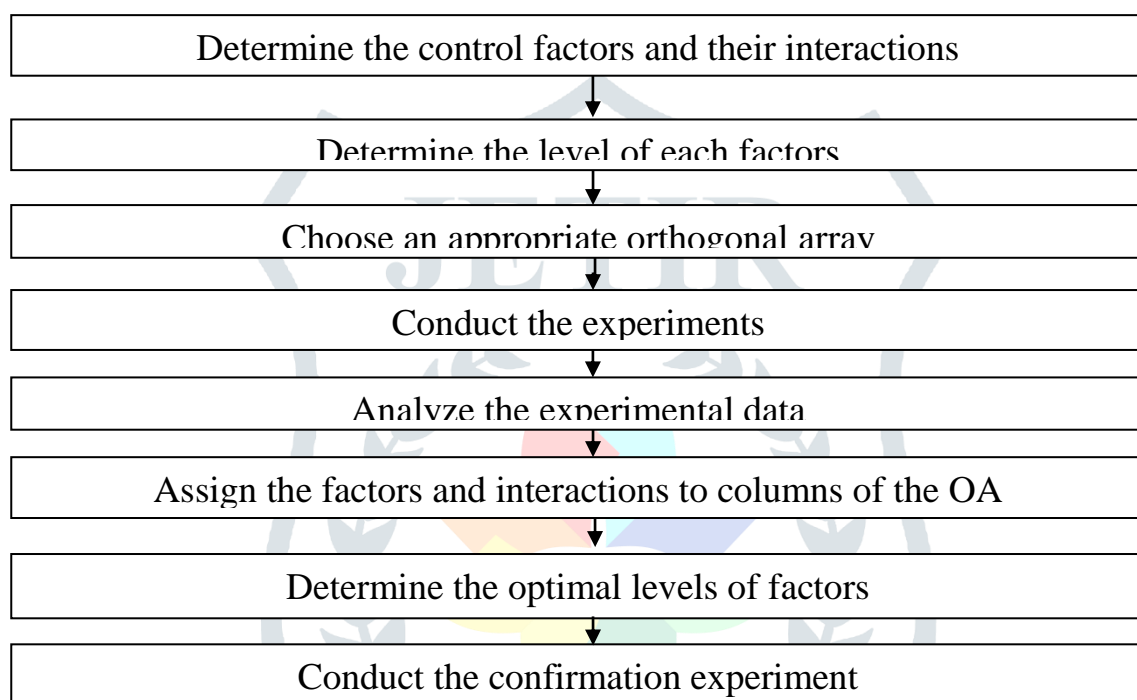 Determine the control factors and their interactions
Determine the level of each factors
JETIR
Choose an appropriate orthogonal array
Conduct the experiments
Analyze the experimental data
Assign the factors and interactions to columns of the OA
Determine the optimal levels of factors
Conduct the confirmation experiment